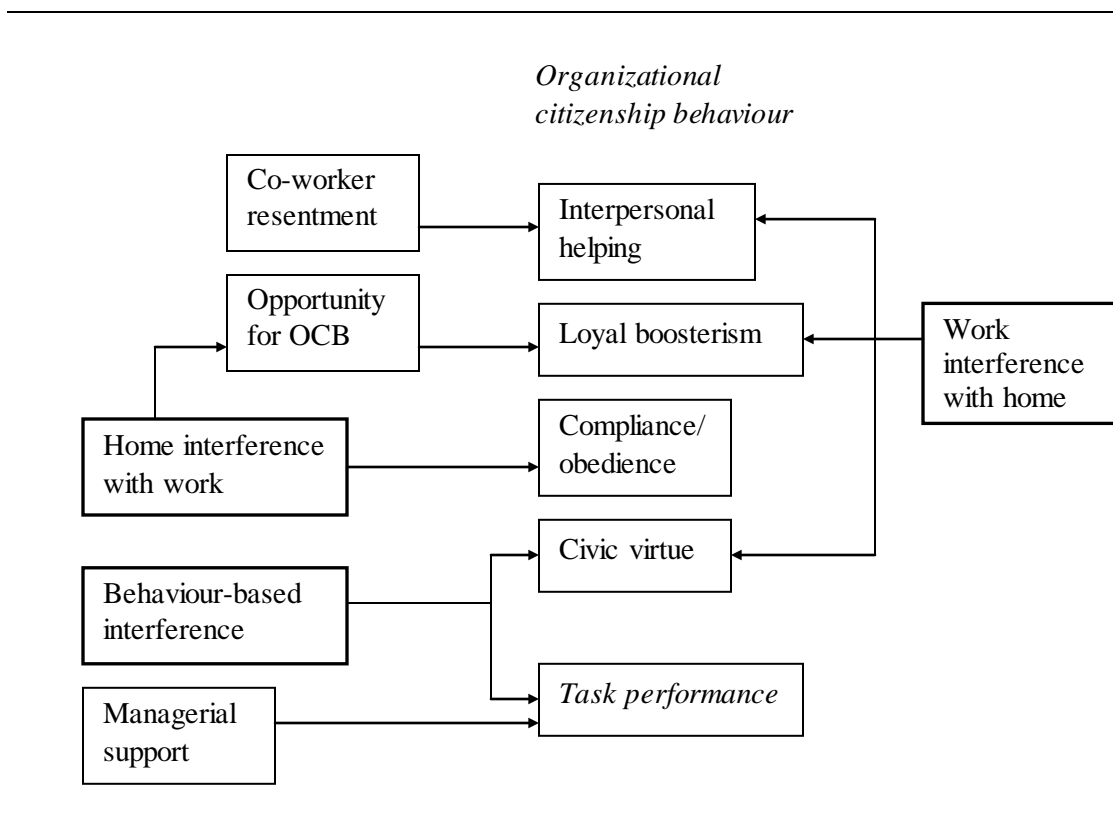 Organizational
citizenship behaviour
Co-worker
resentment
Interpersonal
helping
Opportunity
for OCB
Loyal boosterism
Work
interference
with home
Home interference
with work
Compliance/
obedience
Civic virtue
Behaviour-based
interference
Task performance
Managerial
support